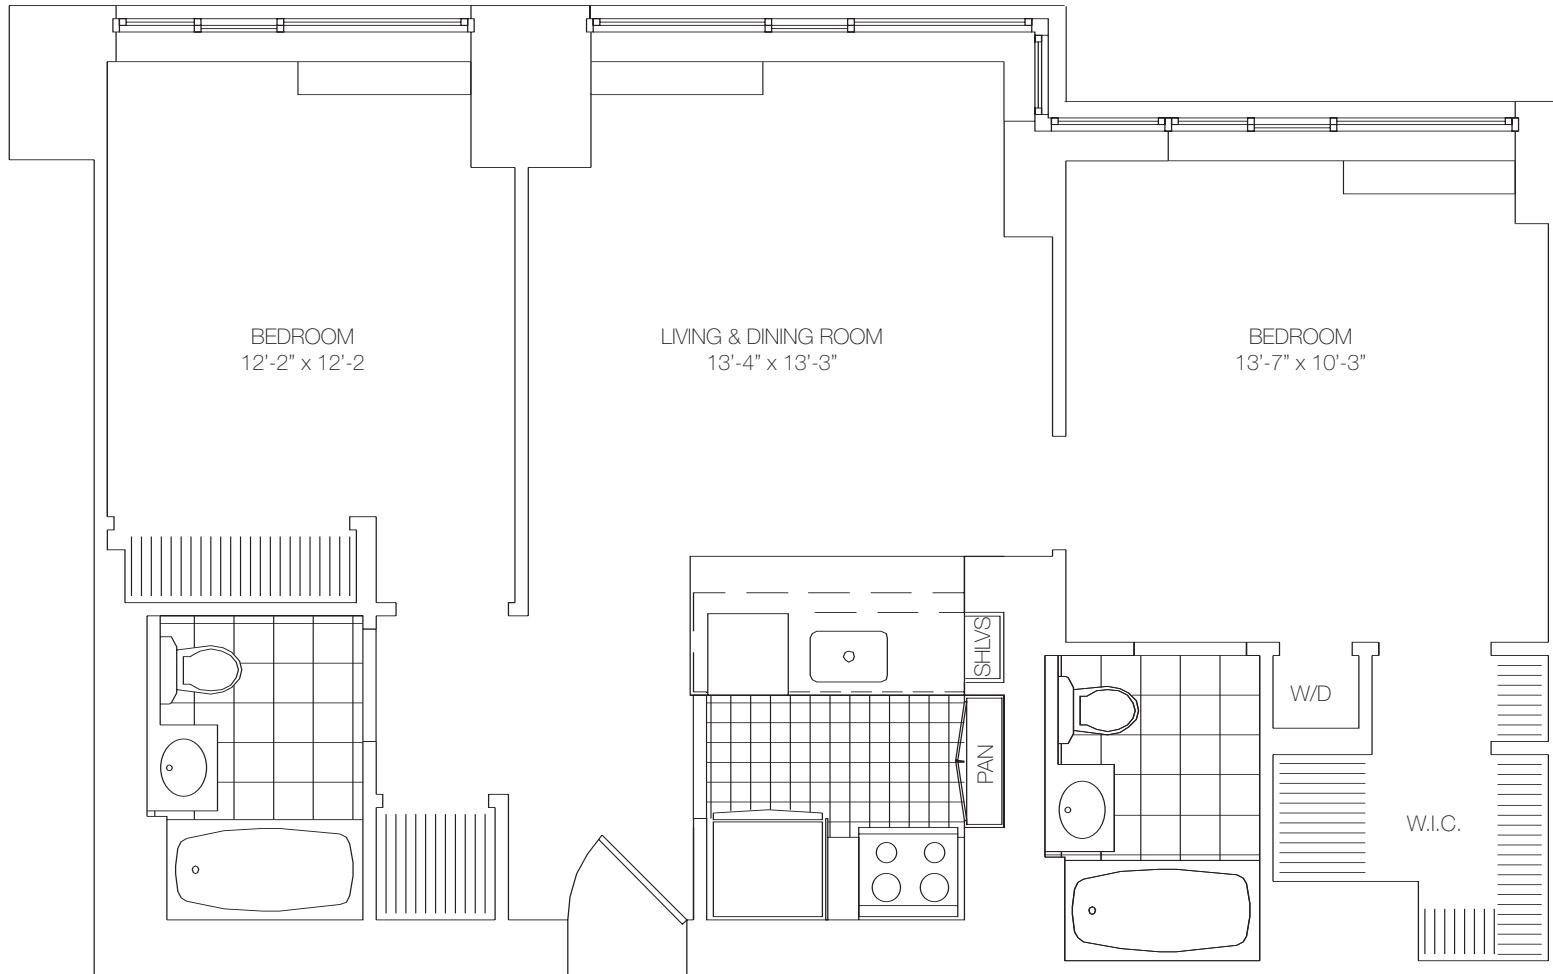 BEDROOM
12'-2" x 12'-2
LIVING & DINING ROOM
13'-4" x 13'-3"
BEDROOM
13'-7" x 10'-3"
SHLVS
PAN
W/D
W.I.C.